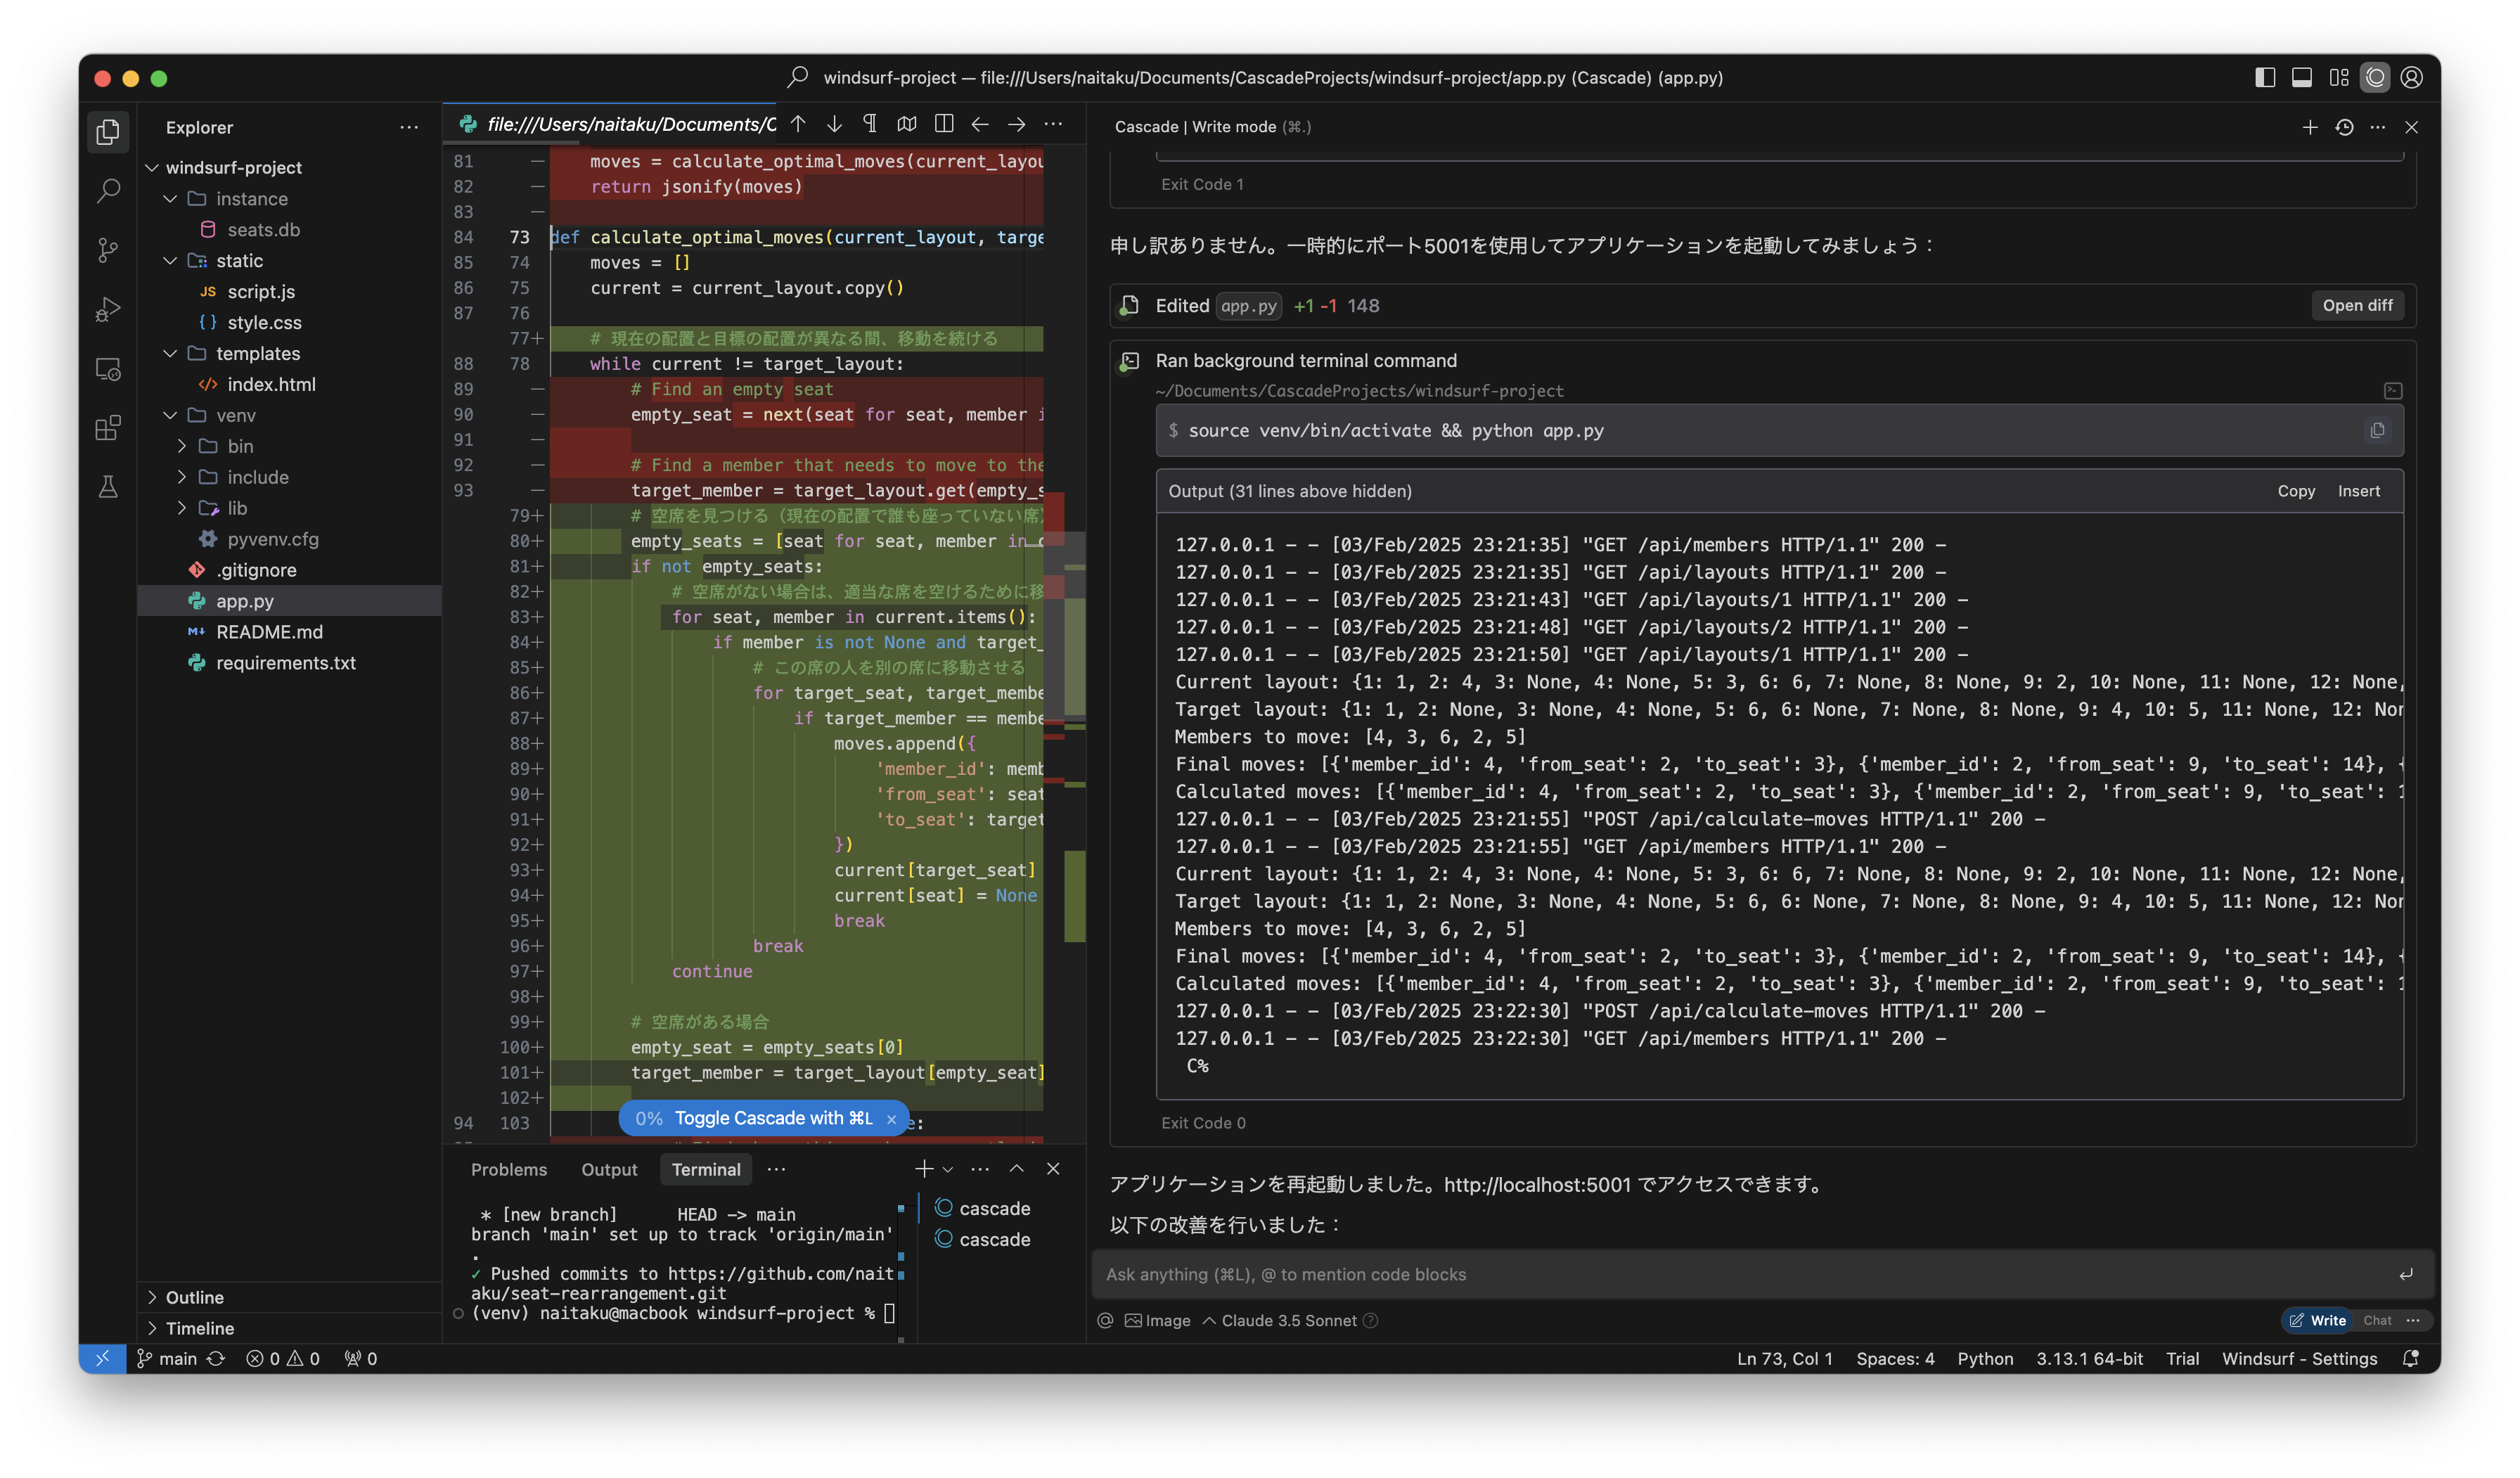 windsurf-project — file:///Users/naitaku/Documents/CascadeProjects/windsurf-project/app.py (Cascade) (app.py)
Explorer
windsurf-project
instance
seats.db
static
JS script.js
{ } style.css
templates
</> index.html
venv
bin
include
lib
pyvenv.cfg
.gitignore
app.py
M↓ README.md
requirements.txt
Outline
Timeline
file:///Users/naitaku/Documents/C
81 — moves = calculate_optimal_moves(current_layou
82 — return jsonify(moves)
83 —
84 73 def calculate_optimal_moves(current_layout, targe
85 74 moves = []
86 75 current = current_layout.copy()
87 76
77+ # 現在の配置と目標の配置が異なる間、移動を続ける
88 78 while current != target_layout:
89 — # Find an empty seat
90 — empty_seat = next(seat for seat, member i
91 —
92 — # Find a member that needs to move to the
93 — target_member = target_layout.get(empty_s
79+ # 空席を見つける（現在の配置で誰も座っていない席）
80+ empty_seats = [seat for seat, member in c
81+ if not empty_seats:
82+ # 空席がない場合は、適当な席を空けるために移
83+ for seat, member in current.items():
84+ if member is not None and target_
85+ # この席の人を別の席に移動させる
86+ for target_seat, target_membe
87+ if target_member == membe
88+ moves.append({
89+ 'member_id': memb
90+ 'from_seat': seat
91+ 'to_seat': target
92+ })
93+ current[target_seat]
94+ current[seat] = None
95+ break
96+ break
97+ continue
98+
99+ # 空席がある場合
100+ empty_seat = empty_seats[0]
101+ target_member = target_layout[empty_seat]
102+
94 103 e:
0% Toggle Cascade with ⌘L ×
Problems Output Terminal
* [new branch] HEAD -> main
branch 'main' set up to track 'origin/main'
.
✓ Pushed commits to https://github.com/nait
aku/seat-rearrangement.git
(venv) naitaku@macbook windsurf-project %
cascade
cascade
Cascade | Write mode (⌘.)
Exit Code 1
申し訳ありません。一時的にポート5001を使用してアプリケーションを起動してみましょう：
Edited app.py +1 -1 148 Open diff
Ran background terminal command
~/Documents/CascadeProjects/windsurf-project
$ source venv/bin/activate && python app.py
Output (31 lines above hidden) Copy Insert
127.0.0.1 - - [03/Feb/2025 23:21:35] "GET /api/members HTTP/1.1" 200 -
127.0.0.1 - - [03/Feb/2025 23:21:35] "GET /api/layouts HTTP/1.1" 200 -
127.0.0.1 - - [03/Feb/2025 23:21:43] "GET /api/layouts/1 HTTP/1.1" 200 -
127.0.0.1 - - [03/Feb/2025 23:21:48] "GET /api/layouts/2 HTTP/1.1" 200 -
127.0.0.1 - - [03/Feb/2025 23:21:50] "GET /api/layouts/1 HTTP/1.1" 200 -
Current layout: {1: 1, 2: 4, 3: None, 4: None, 5: 3, 6: 6, 7: None, 8: None, 9: 2, 10: None, 11: None, 12: None,
Target layout: {1: 1, 2: None, 3: None, 4: None, 5: 6, 6: None, 7: None, 8: None, 9: 4, 10: 5, 11: None, 12: Non
Members to move: [4, 3, 6, 2, 5]
Final moves: [{'member_id': 4, 'from_seat': 2, 'to_seat': 3}, {'member_id': 2, 'from_seat': 9, 'to_seat': 14}, {
Calculated moves: [{'member_id': 4, 'from_seat': 2, 'to_seat': 3}, {'member_id': 2, 'from_seat': 9, 'to_seat': 1
127.0.0.1 - - [03/Feb/2025 23:21:55] "POST /api/calculate-moves HTTP/1.1" 200 -
127.0.0.1 - - [03/Feb/2025 23:21:55] "GET /api/members HTTP/1.1" 200 -
Current layout: {1: 1, 2: 4, 3: None, 4: None, 5: 3, 6: 6, 7: None, 8: None, 9: 2, 10: None, 11: None, 12: None,
Target layout: {1: 1, 2: None, 3: None, 4: None, 5: 6, 6: None, 7: None, 8: None, 9: 4, 10: 5, 11: None, 12: Non
Members to move: [4, 3, 6, 2, 5]
Final moves: [{'member_id': 4, 'from_seat': 2, 'to_seat': 3}, {'member_id': 2, 'from_seat': 9, 'to_seat': 14}, {
Calculated moves: [{'member_id': 4, 'from_seat': 2, 'to_seat': 3}, {'member_id': 2, 'from_seat': 9, 'to_seat': 1
127.0.0.1 - - [03/Feb/2025 23:22:30] "POST /api/calculate-moves HTTP/1.1" 200 -
127.0.0.1 - - [03/Feb/2025 23:22:30] "GET /api/members HTTP/1.1" 200 -
C%
Exit Code 0
アプリケーションを再起動しました。http://localhost:5001 でアクセスできます。
以下の改善を行いました：
Ask anything (⌘L), @ to mention code blocks
@ Image Claude 3.5 Sonnet
Write Chat
main 0 0 0
Ln 73, Col 1 Spaces: 4 Python 3.13.1 64-bit Trial Windsurf - Settings